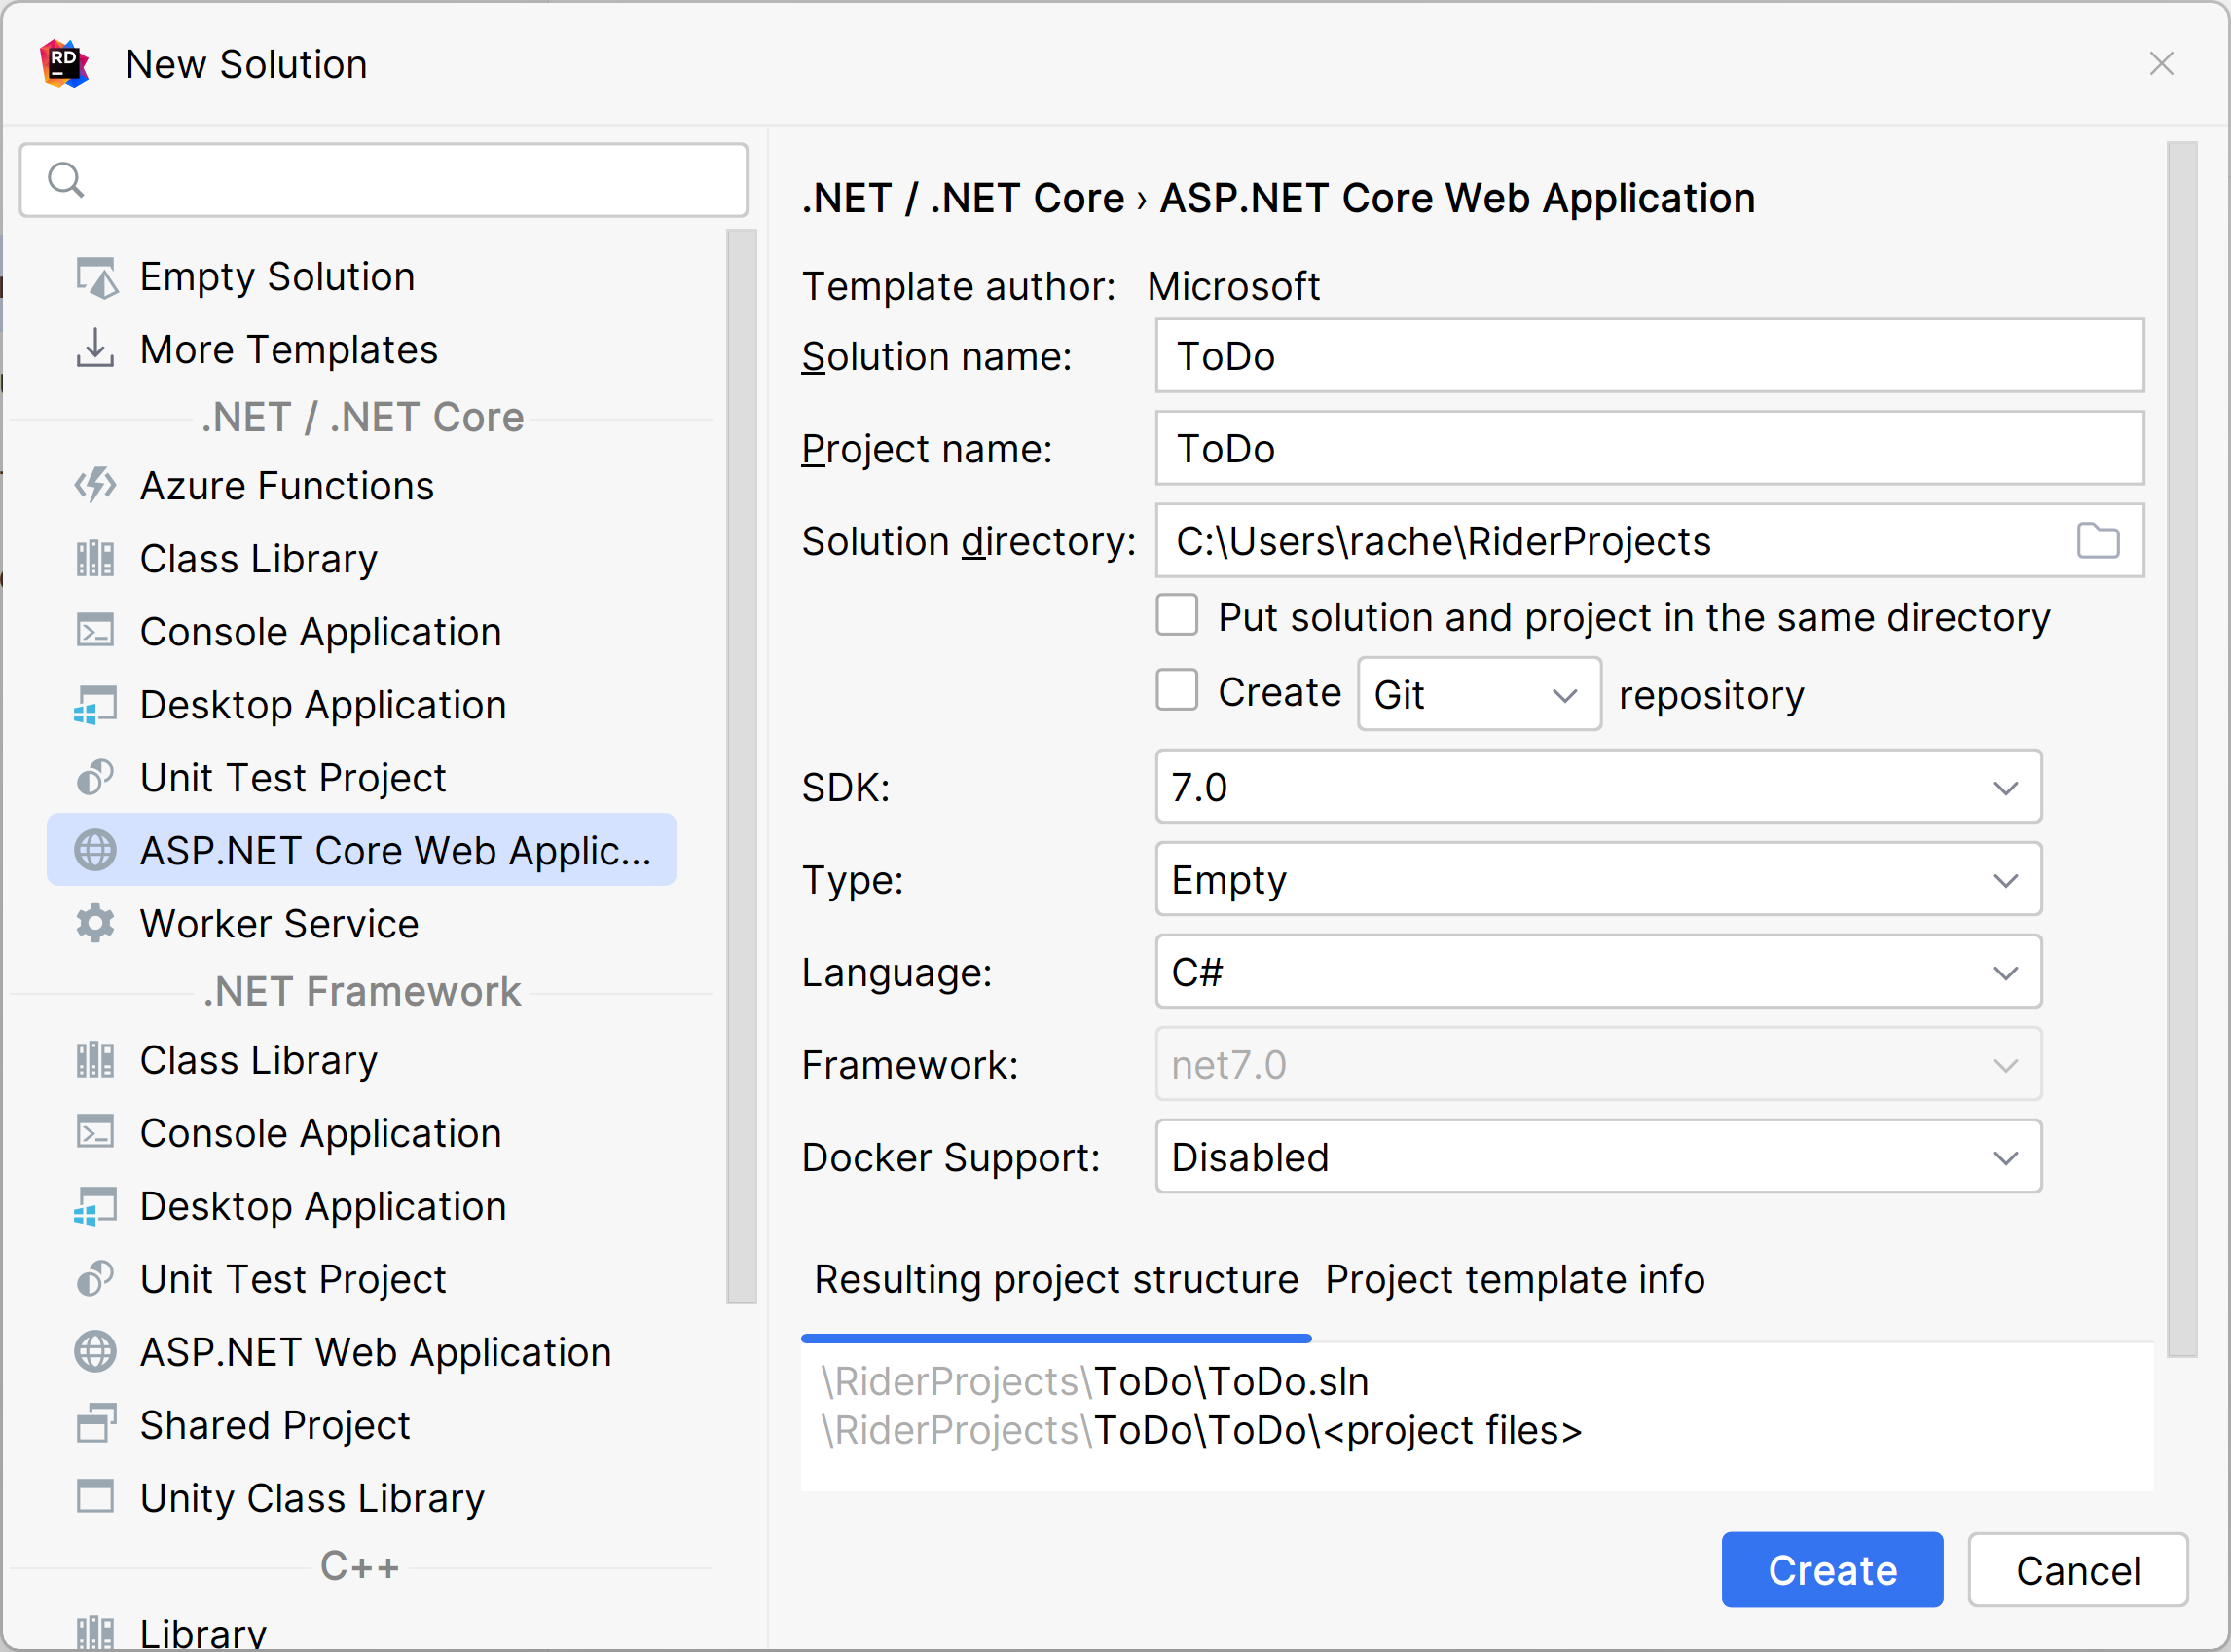 RD
New Solution
Empty Solution
More Templates
.NET / .NET Core
Azure Functions
Class Library
Console Application
Desktop Application
Unit Test Project
ASP.NET Core Web Applic...
Worker Service
.NET Framework
Class Library
Console Application
Desktop Application
Unit Test Project
ASP.NET Web Application
Shared Project
Unity Class Library
C++
Library
.NET / .NET Core › ASP.NET Core Web Application
Template author: Microsoft
Solution name: ToDo
Project name: ToDo
Solution directory: C:\Users\rache\RiderProjects
Put solution and project in the same directory
Create Git repository
SDK: 7.0
Type: Empty
Language: C#
Framework: net7.0
Docker Support: Disabled
Resulting project structure Project template info
\RiderProjects\ToDo\ToDo.sln
\RiderProjects\ToDo\ToDo\<project files>
Create Cancel